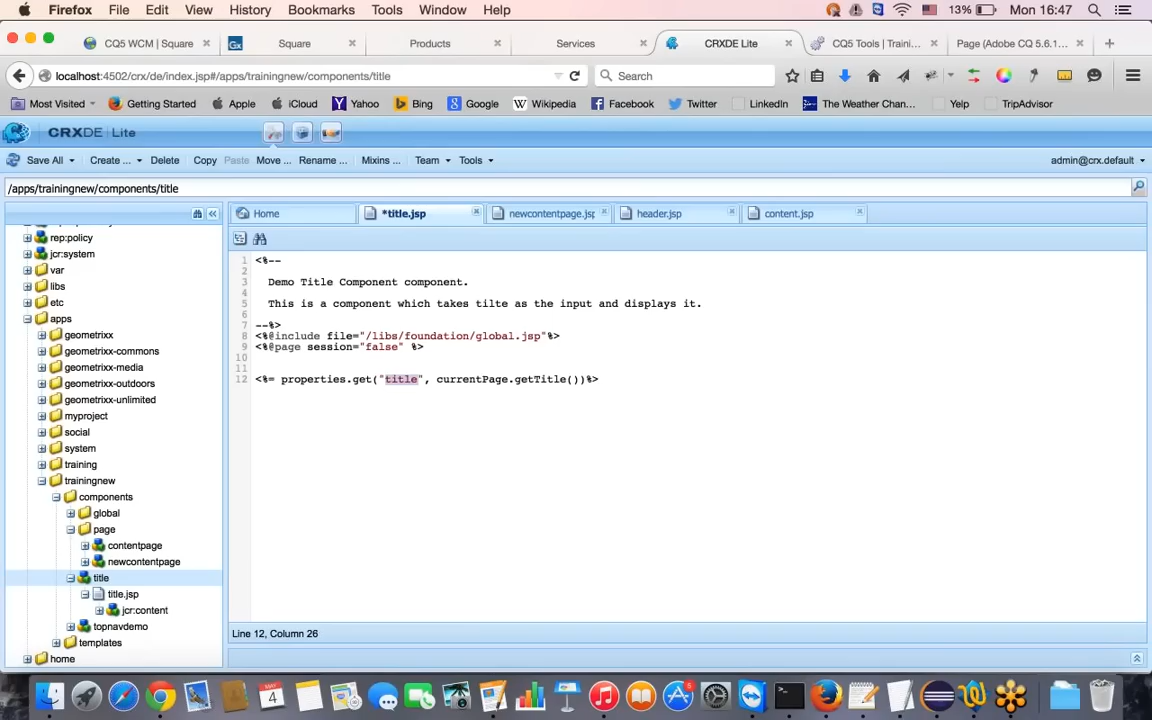 Firefox File Edit View History Bookmarks Tools Window Help 13% Mon 16:47
CQ5 WCM | Square Square Products Services CRXDE Lite CQ5 Tools | Traini... Page (Adobe CQ 5.6.1...
localhost:4502/crx/de/index.jsp#/apps/trainingnew/components/title Search
Most Visited Getting Started Apple iCloud Yahoo Bing Google Wikipedia Facebook Twitter LinkedIn The Weather Chan... Yelp TripAdvisor
CRXDE | Lite
Save All Create ... Delete Copy Paste Move ... Rename ... Mixins ... Team Tools admin@crx.default
/apps/trainingnew/components/title
Home *title.jsp newcontentpage.jsp header.jsp content.jsp
rep:policy
jcr:system
var
libs
etc
apps
geometrixx
geometrixx-commons
geometrixx-media
geometrixx-outdoors
geometrixx-unlimited
myproject
social
system
training
trainingnew
components
global
page
contentpage
newcontentpage
title
title.jsp
jcr:content
topnavdemo
templates
home
1 <%--
2
3 Demo Title Component component.
4
5 This is a component which takes tilte as the input and displays it.
6
7 --%>
8 <%@include file="/libs/foundation/global.jsp"%>
9 <%@page session="false" %>
10
11
12 <%= properties.get("title", currentPage.getTitle())%>
Line 12, Column 26